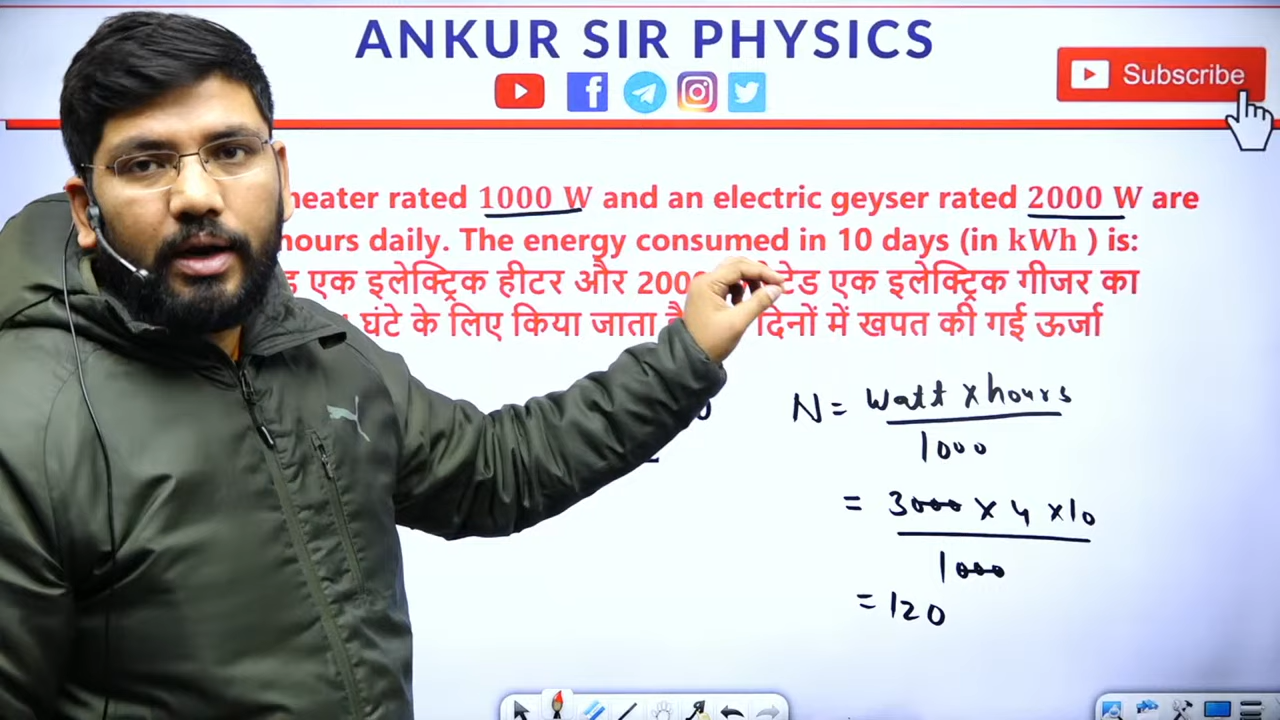 ANKUR SIR PHYSICS
Subscribe
heater rated 1000 W and an electric geyser rated 2000 W are
hours daily. The energy consumed in 10 days (in kWh ) is:
एक इलेक्ट्रिक हीटर और 200 टेड एक इलेक्ट्रिक गीजर का
घंटे के लिए किया जाता है दिनों में खपत की गई ऊर्जा
N = watt x hours
1000
= 3000 x 4 x 10
1000
= 120